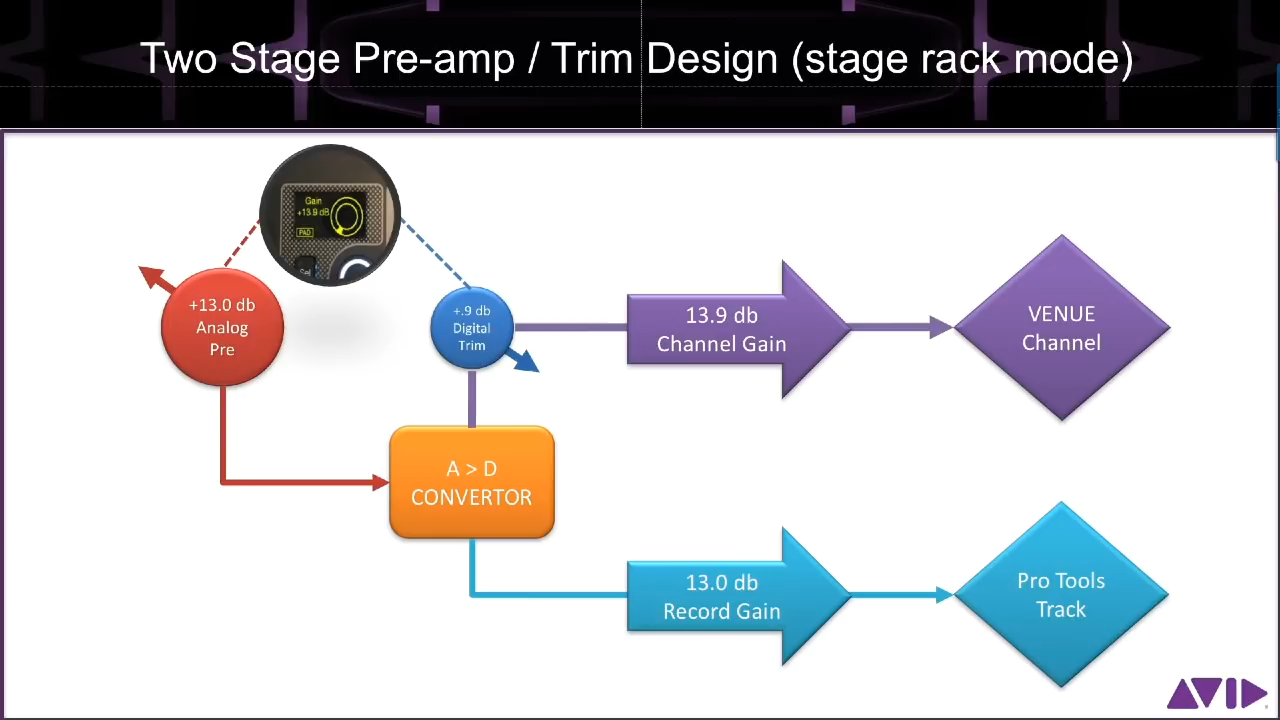 Two Stage Pre-amp / Trim Design (stage rack mode)
Gain
+13.9 dB
PAD
Sel
+13.0 db
Analog
Pre
+.9 db
Digital
Trim
13.9 db
Channel Gain
VENUE
Channel
A > D
CONVERTOR
13.0 db
Record Gain
Pro Tools
Track
AVID